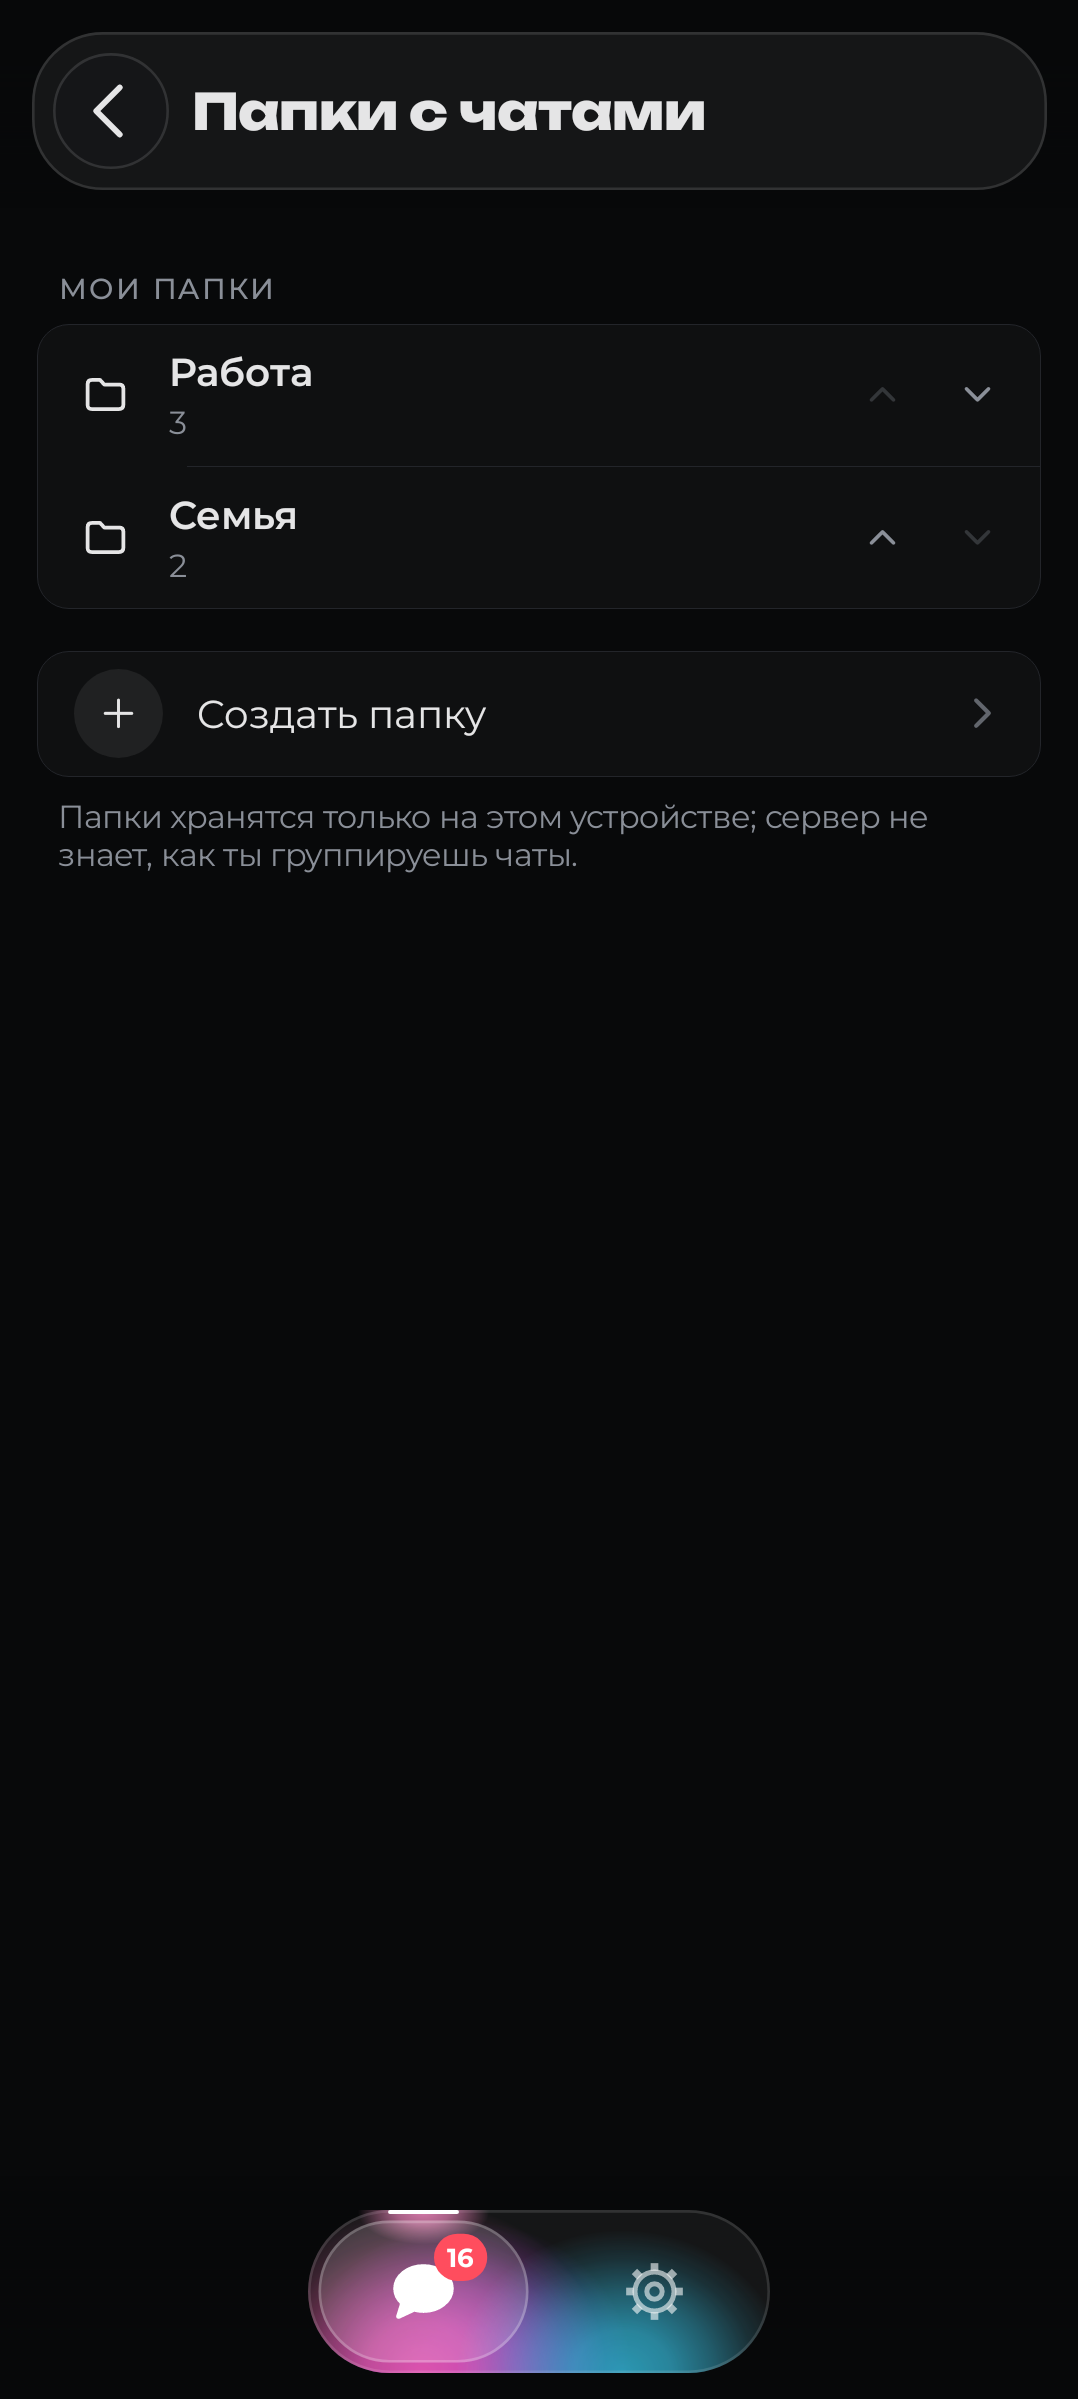 Папки с чатами
МОИ ПАПКИ
Работа
3
Семья
2
Создать папку
Папки хранятся только на этом устройстве; сервер не
знает, как ты группируешь чаты.
16